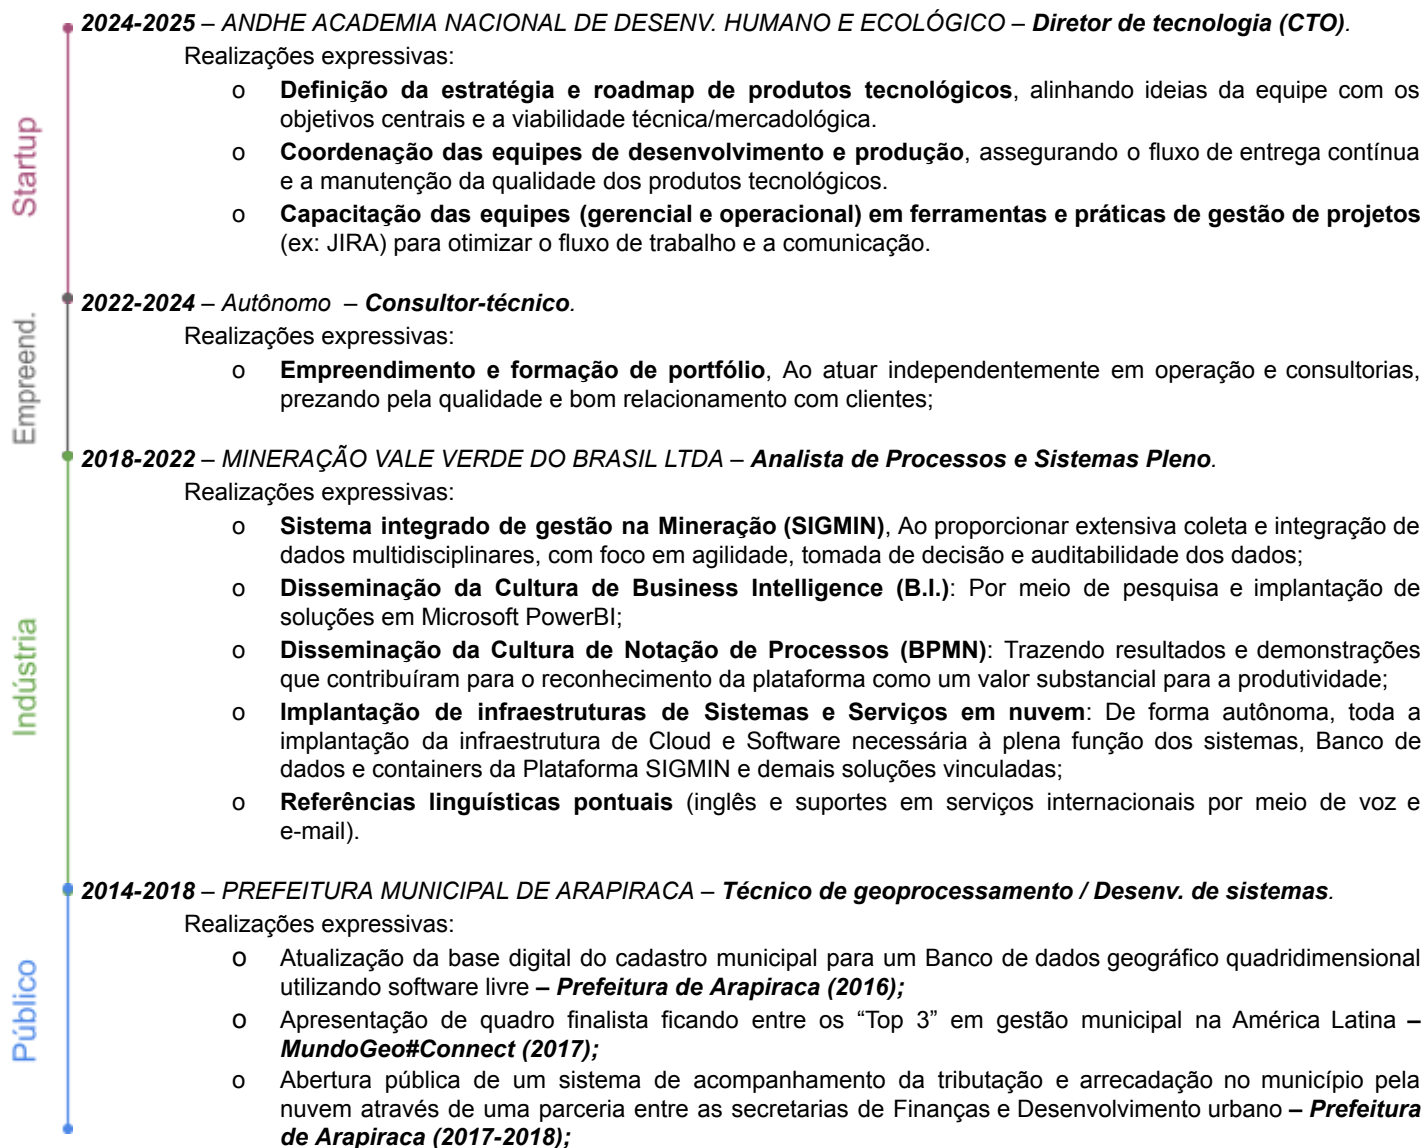 2024-2025 – ANDHE ACADEMIA NACIONAL DE DESENV. HUMANO E ECOLÓGICO – Diretor de tecnologia (CTO).
Realizações expressivas:
o Definição da estratégia e roadmap de produtos tecnológicos, alinhando ideias da equipe com os
objetivos centrais e a viabilidade técnica/mercadológica.
o Coordenação das equipes de desenvolvimento e produção, assegurando o fluxo de entrega contínua
e a manutenção da qualidade dos produtos tecnológicos.
o Capacitação das equipes (gerencial e operacional) em ferramentas e práticas de gestão de projetos
(ex: JIRA) para otimizar o fluxo de trabalho e a comunicação.
Startup
2022-2024 – Autônomo – Consultor-técnico.
Realizações expressivas:
o Empreendimento e formação de portfólio, Ao atuar independentemente em operação e consultorias,
prezando pela qualidade e bom relacionamento com clientes;
Empreend.
2018-2022 – MINERAÇÃO VALE VERDE DO BRASIL LTDA – Analista de Processos e Sistemas Pleno.
Realizações expressivas:
o Sistema integrado de gestão na Mineração (SIGMIN), Ao proporcionar extensiva coleta e integração de
dados multidisciplinares, com foco em agilidade, tomada de decisão e auditabilidade dos dados;
o Disseminação da Cultura de Business Intelligence (B.I.): Por meio de pesquisa e implantação de
soluções em Microsoft PowerBI;
o Disseminação da Cultura de Notação de Processos (BPMN): Trazendo resultados e demonstrações
que contribuíram para o reconhecimento da plataforma como um valor substancial para a produtividade;
o Implantação de infraestruturas de Sistemas e Serviços em nuvem: De forma autônoma, toda a
implantação da infraestrutura de Cloud e Software necessária à plena função dos sistemas, Banco de
dados e containers da Plataforma SIGMIN e demais soluções vinculadas;
o Referências linguísticas pontuais (inglês e suportes em serviços internacionais por meio de voz e
e-mail).
Indústria
2014-2018 – PREFEITURA MUNICIPAL DE ARAPIRACA – Técnico de geoprocessamento / Desenv. de sistemas.
Realizações expressivas:
o Atualização da base digital do cadastro municipal para um Banco de dados geográfico quadridimensional
utilizando software livre – Prefeitura de Arapiraca (2016);
o Apresentação de quadro finalista ficando entre os “Top 3” em gestão municipal na América Latina –
MundoGeo#Connect (2017);
o Abertura pública de um sistema de acompanhamento da tributação e arrecadação no município pela
nuvem através de uma parceria entre as secretarias de Finanças e Desenvolvimento urbano – Prefeitura
de Arapiraca (2017-2018);
Público